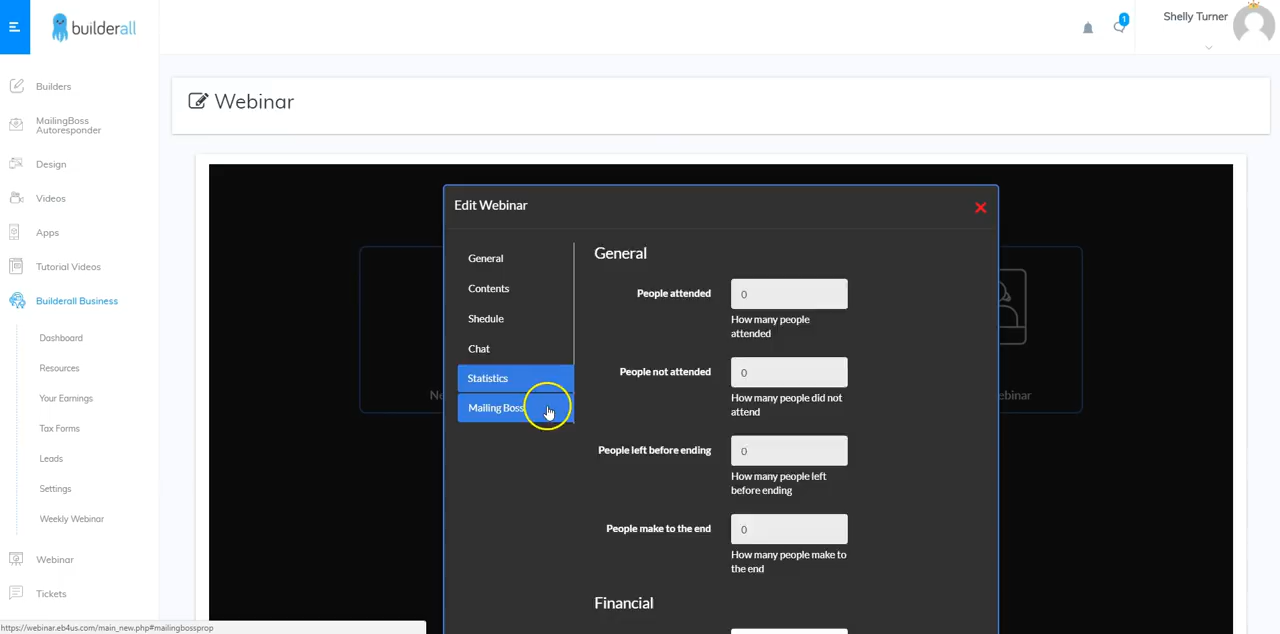 builderall
1
Shelly Turner
Builders
MailingBoss
Autoresponder
Design
Videos
Apps
Tutorial Videos
Builderall Business
Dashboard
Resources
Your Earnings
Tax Forms
Leads
Settings
Weekly Webinar
Webinar
Tickets
Webinar
Edit Webinar
General
Contents
Shedule
Chat
Statistics
Mailing Boss
General
People attended
0
How many people
attended
People not attended
0
How many people did not
attend
People left before ending
0
How many people left
before ending
People make to the end
0
How many people make to
the end
Financial
Ne
ebinar
https://webinar.eb4us.com/main_new.php#mailingbossprop